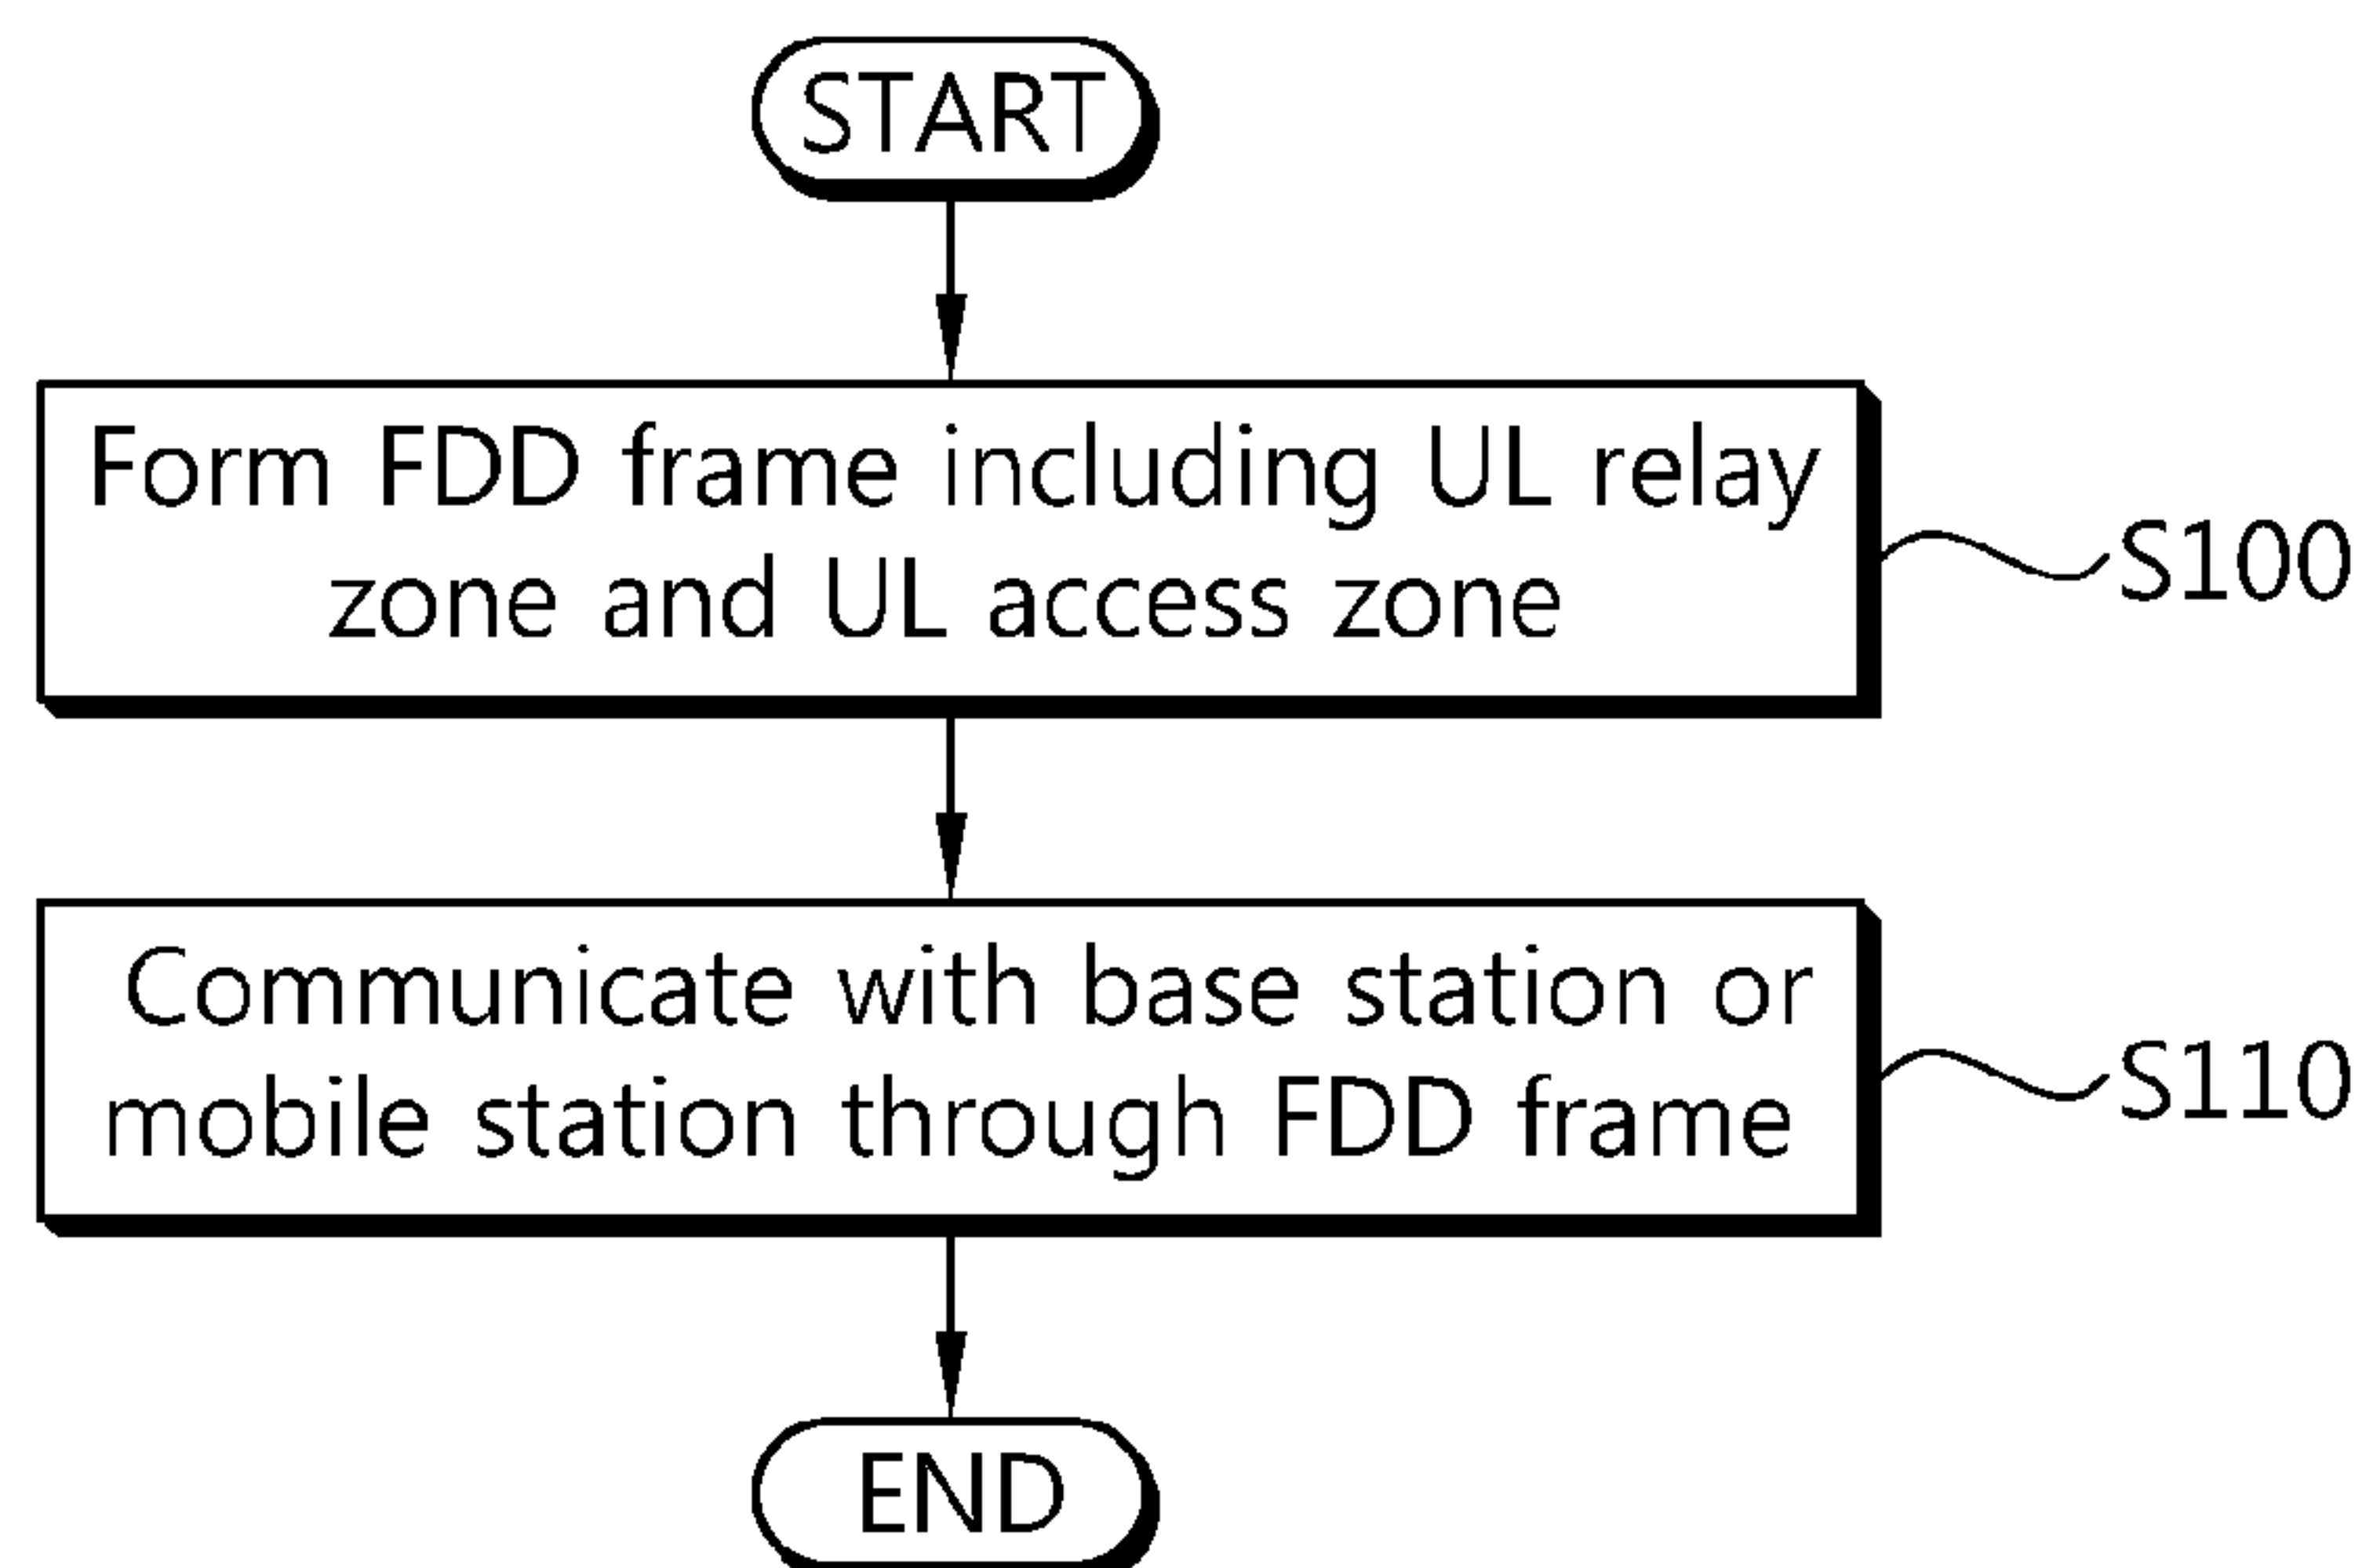 START
Form FDD frame including UL relay
zone and UL access zone
S100
Communicate with base station or
mobile station through FDD frame
S110
END